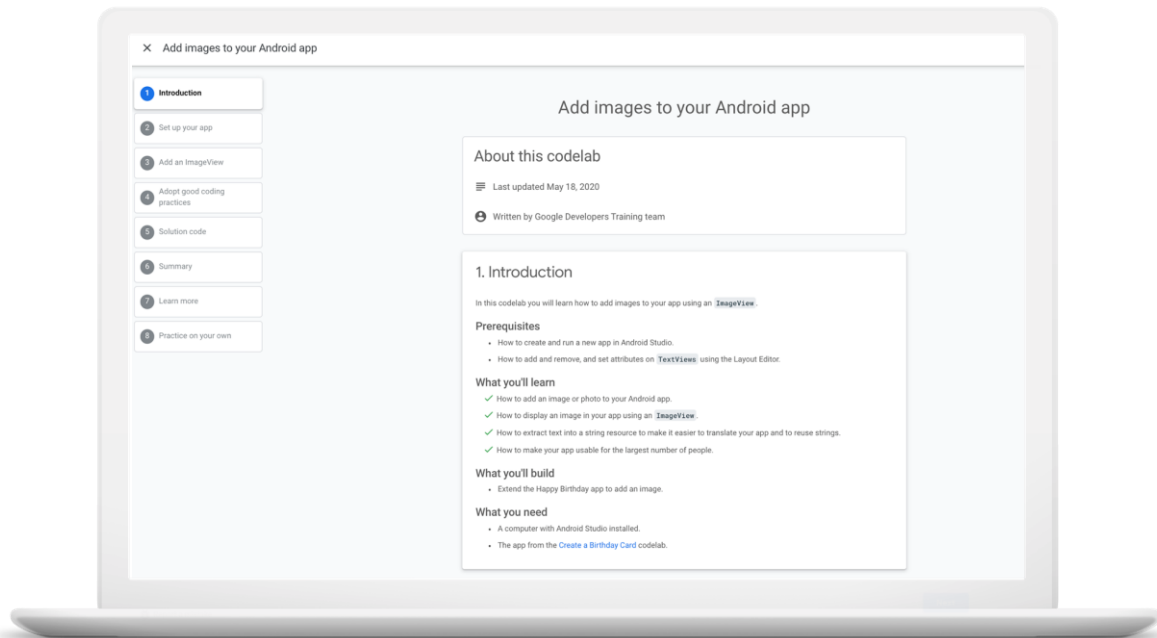 Add images to your Android app
1 Introduction
2 Set up your app
3 Add an ImageView
4 Adopt good coding
practices
5 Solution code
6 Summary
7 Learn more
8 Practice on your own
Add images to your Android app
About this codelab
Last updated May 18, 2020
Written by Google Developers Training team
1. Introduction
In this codelab you will learn how to add images to your app using an ImageView.
Prerequisites
• How to create and run a new app in Android Studio.
• How to add and remove, and set attributes on TextViews using the Layout Editor.
What you'll learn
✓ How to add an image or photo to your Android app.
✓ How to display an image in your app using an ImageView.
✓ How to extract text into a string resource to make it easier to translate your app and to reuse strings.
✓ How to make your app usable for the largest number of people.
What you'll build
• Extend the Happy Birthday app to add an image.
What you need
• A computer with Android Studio installed.
• The app from the Create a Birthday Card codelab.